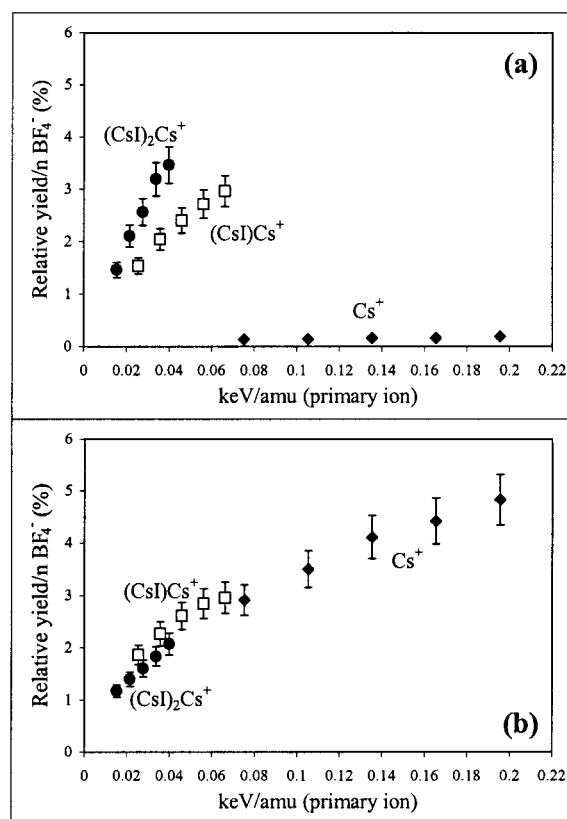 (a)
6
5
4
3
2
1
0
Relative yield/n BF₄⁻ (%)
(CsI)₂Cs⁺
(CsI)Cs⁺
Cs⁺
0 0.02 0.04 0.06 0.08 0.1 0.12 0.14 0.16 0.18 0.2 0.22
keV/amu (primary ion)
6
5
4
3
2
1
0
Relative yield/n BF₄⁻ (%)
(CsI)Cs⁺
Cs⁺
(CsI)₂Cs⁺
(b)
0 0.02 0.04 0.06 0.08 0.1 0.12 0.14 0.16 0.18 0.2 0.22
keV/amu (primary ion)